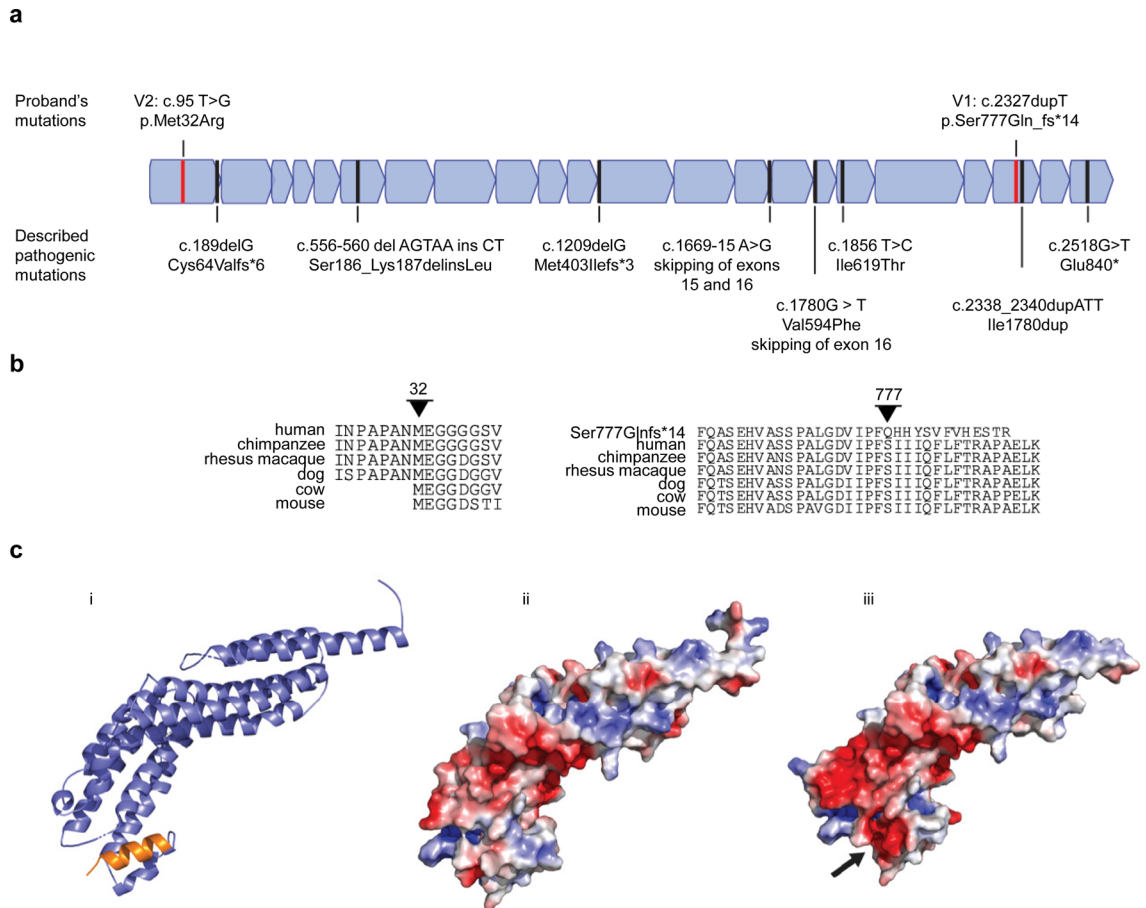 a
Proband's
mutations
V2: c.95 T>G
p.Met32Arg
V1: c.2327dupT
p.Ser777Gln_fs*14
Described
pathogenic
mutations
c.189delG
Cys64Valfs*6
c.556-560 del AGTAA ins CT
Ser186_Lys187delinsLeu
c.1209delG
Met403Ilefs*3
c.1669-15 A>G
skipping of exons
15 and 16
c.1780G > T
Val594Phe
skipping of exon 16
c.1856 T>C
Ile619Thr
c.2338_2340dupATT
Ile1780dup
c.2518G>T
Glu840*
b
32
human INPAPANMEGGGGSV
chimpanzee INPAPANMEGGGGSV
rhesus macaque INPAPANMEGGDGSV
dog ISPAPANMEGGDGSV
cow MEGGDGGV
mouse MEGGDSTI
777
Ser777Glnfs*14 FQASEHVASSPALGDVIPFQHHYSVFVHESTR
human FQASEHVASSPALGDVIPFSIIIQFLFTRAPAELK
chimpanzee FQASEHVANSPALGDVIPFSIIIQFLFTRAPAELK
rhesus macaque FQASEHVANSPALGDVIPFSIIIQFLFTRAPAELK
dog FQTSEHVASSPALGDIIPFSIIIQFLFTRAPAELK
cow FQTSEHVASSPALGDIIPFSIIIQFLFTRAPPELK
mouse FQTSEHVADSPAVGDIIPFSIIIQFLFTRAPAELK
c
i
ii
iii